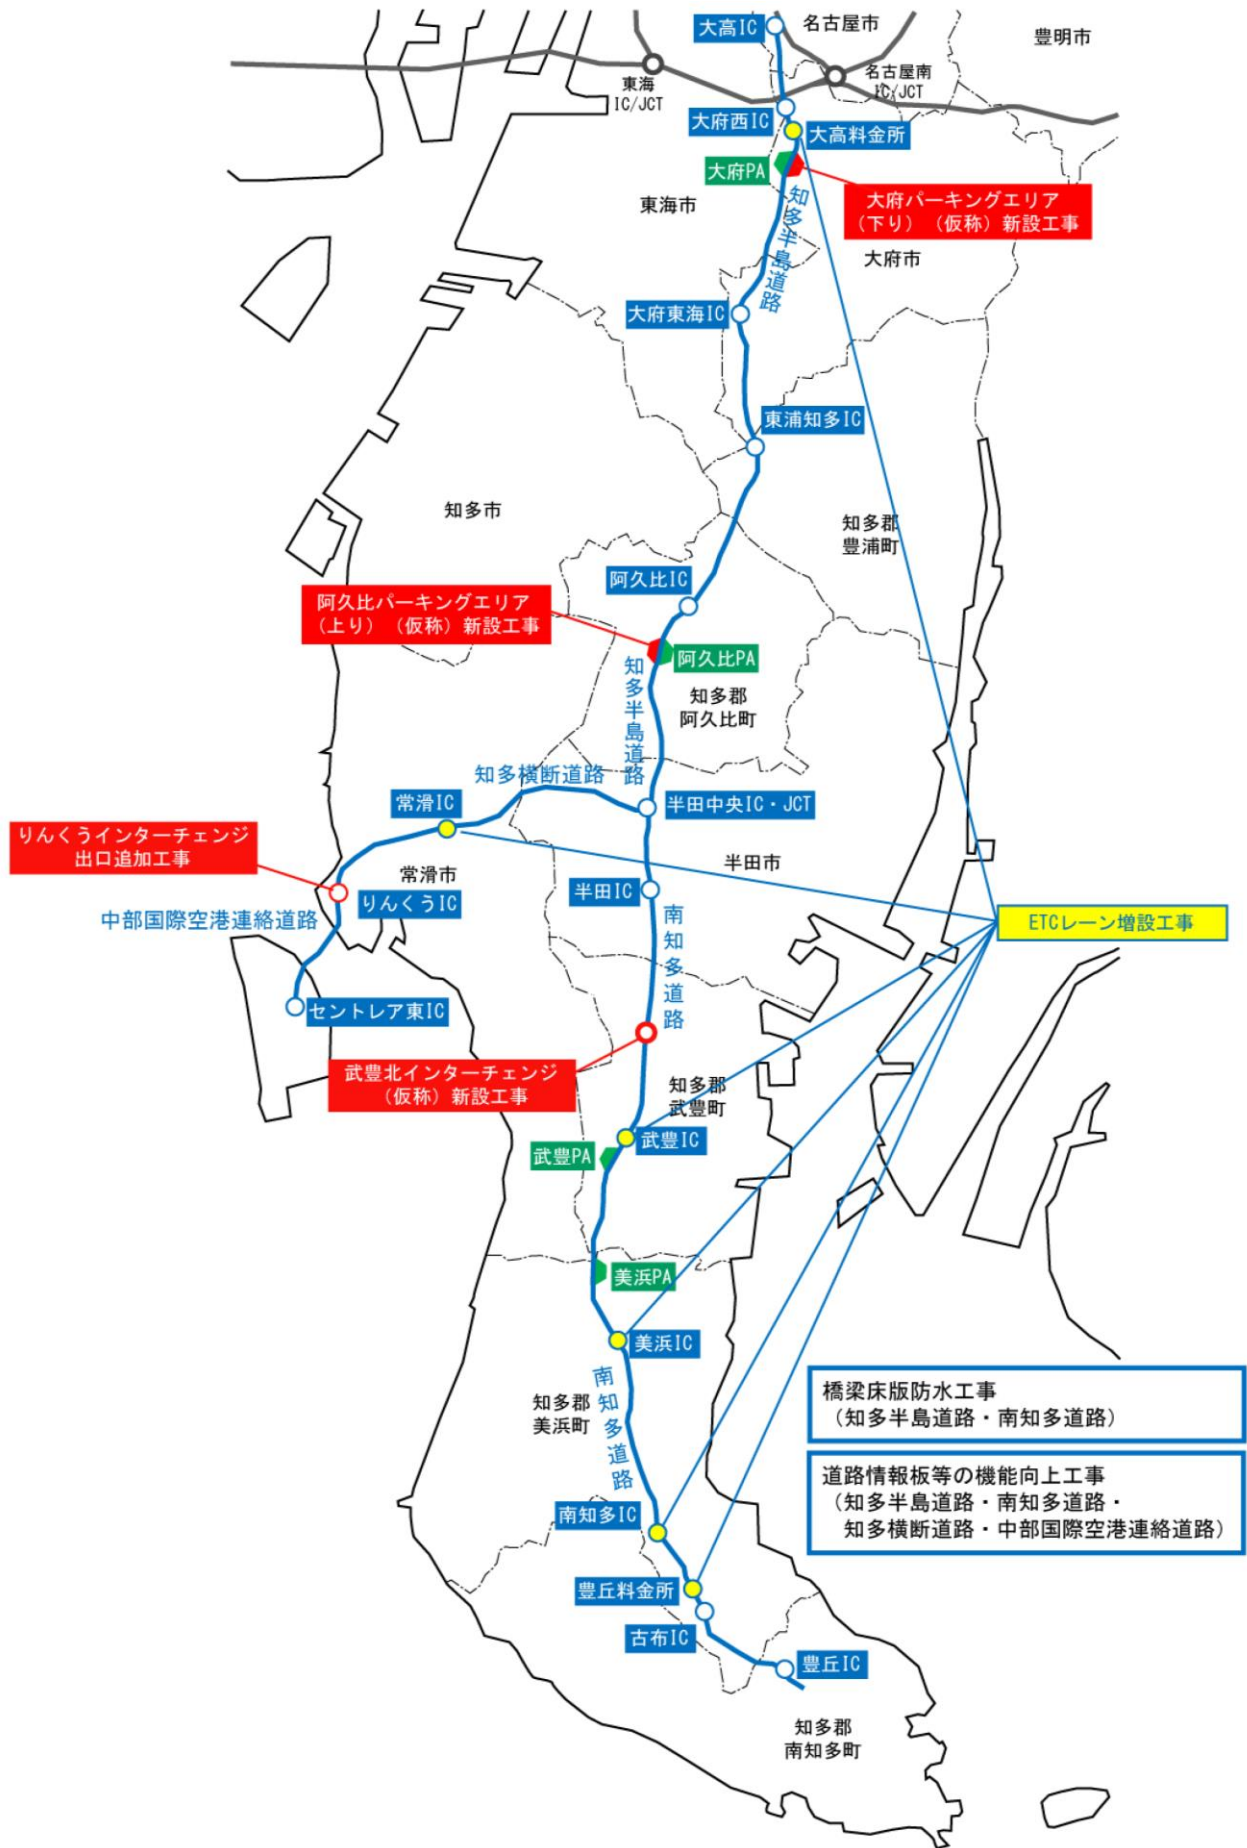 大高IC
名古屋市
豊明市
東海
IC/JCT
名古屋南
IC/JCT
大府西IC
大高料金所
大府PA
大府パーキングエリア
（下り）（仮称）新設工事
東海市
知多半島道路
大府市
大府東海IC
東浦知多IC
知多市
知多郡
豊浦町
阿久比IC
阿久比パーキングエリア
（上り）（仮称）新設工事
阿久比PA
知多半島道路
知多郡
阿久比町
知多横断道路
常滑IC
半田中央IC・JCT
りんくうインターチェンジ
出口追加工事
常滑市
半田市
半田IC
りんくうIC
中部国際空港連絡道路
南知多道路
ETCレーン増設工事
セントレア東IC
武豊北インターチェンジ
（仮称）新設工事
知多郡
武豊町
武豊IC
武豊PA
美浜PA
美浜IC
南知多道路
知多郡
美浜町
橋梁床版防水工事
（知多半島道路・南知多道路）
道路情報板等の機能向上工事
（知多半島道路・南知多道路・
知多横断道路・中部国際空港連絡道路）
南知多IC
豊丘料金所
古布IC
豊丘IC
知多郡
南知多町